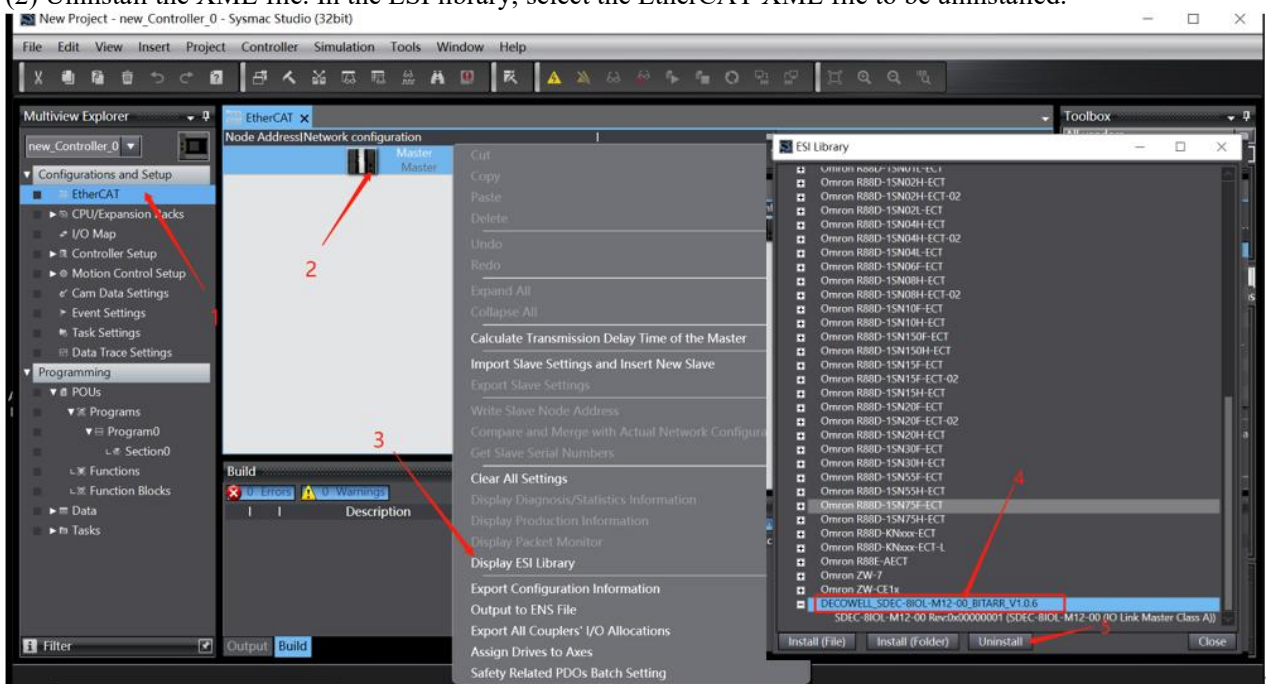 (2) Uninstall the XML file. In the ESI library, select the EtherCAT XML file to be uninstalled.
New Project - new_Controller_0 - Sysmac Studio (32bit)
File Edit View Insert Project Controller Simulation Tools Window Help
Multiview Explorer
new_Controller_0
Configurations and Setup
EtherCAT
CPU/Expansion Racks
I/O Map
Controller Setup
Motion Control Setup
Cam Data Settings
Event Settings
Task Settings
Data Trace Settings
Programming
POUs
Programs
Program0
Section0
Functions
Function Blocks
Data
Tasks
Filter
1
EtherCAT
Node Address|Network configuration
Master
Master
2
3
Build
0 Errors 0 Warnings
Description
Output Build
Cut
Copy
Paste
Delete
Undo
Redo
Expand All
Collapse All
Calculate Transmission Delay Time of the Master
Import Slave Settings and Insert New Slave
Export Slave Settings
Write Slave Node Address
Compare and Merge with Actual Network Configura
Get Slave Serial Numbers
Clear All Settings
Display Diagnosis/Statistics Information
Display Production Information
Display Packet Monitor
Display ESI Library
Export Configuration Information
Output to ENS File
Export All Couplers' I/O Allocations
Assign Drives to Axes
Safety Related PDOs Batch Setting
Toolbox
ESI Library
Omron R88D-1SN01L-ECT
Omron R88D-1SN02H-ECT
Omron R88D-1SN02H-ECT-02
Omron R88D-1SN02L-ECT
Omron R88D-1SN04H-ECT
Omron R88D-1SN04H-ECT-02
Omron R88D-1SN04L-ECT
Omron R88D-1SN06F-ECT
Omron R88D-1SN08H-ECT
Omron R88D-1SN08H-ECT-02
Omron R88D-1SN10F-ECT
Omron R88D-1SN10H-ECT
Omron R88D-1SN150F-ECT
Omron R88D-1SN150H-ECT
Omron R88D-1SN15F-ECT
Omron R88D-1SN15F-ECT-02
Omron R88D-1SN15H-ECT
Omron R88D-1SN20F-ECT
Omron R88D-1SN20F-ECT-02
Omron R88D-1SN20H-ECT
Omron R88D-1SN30F-ECT
Omron R88D-1SN30H-ECT
Omron R88D-1SN55F-ECT
Omron R88D-1SN55H-ECT
Omron R88D-1SN75F-ECT
Omron R88D-1SN75H-ECT
Omron R88D-KNxxx-ECT
Omron R88D-KNxxx-ECT-L
Omron R88E-AECT
Omron ZW-7
Omron ZW-CE1x
DECOWELL_SDEC-8IOL-M12-00_BITARR_V1.0.6
SDEC-8IOL-M12-00 Rev:0x00000001 (SDEC-8IOL-M12-00 (IO Link Master Class A))
4
5
Install (File) Install (Folder) Uninstall Close